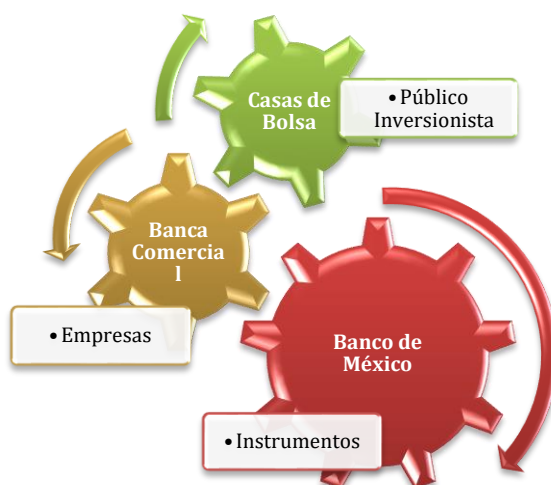 Casas de
Bolsa
• Público
Inversionista
Banca
Comercia
l
• Empresas
Banco de
México
• Instrumentos